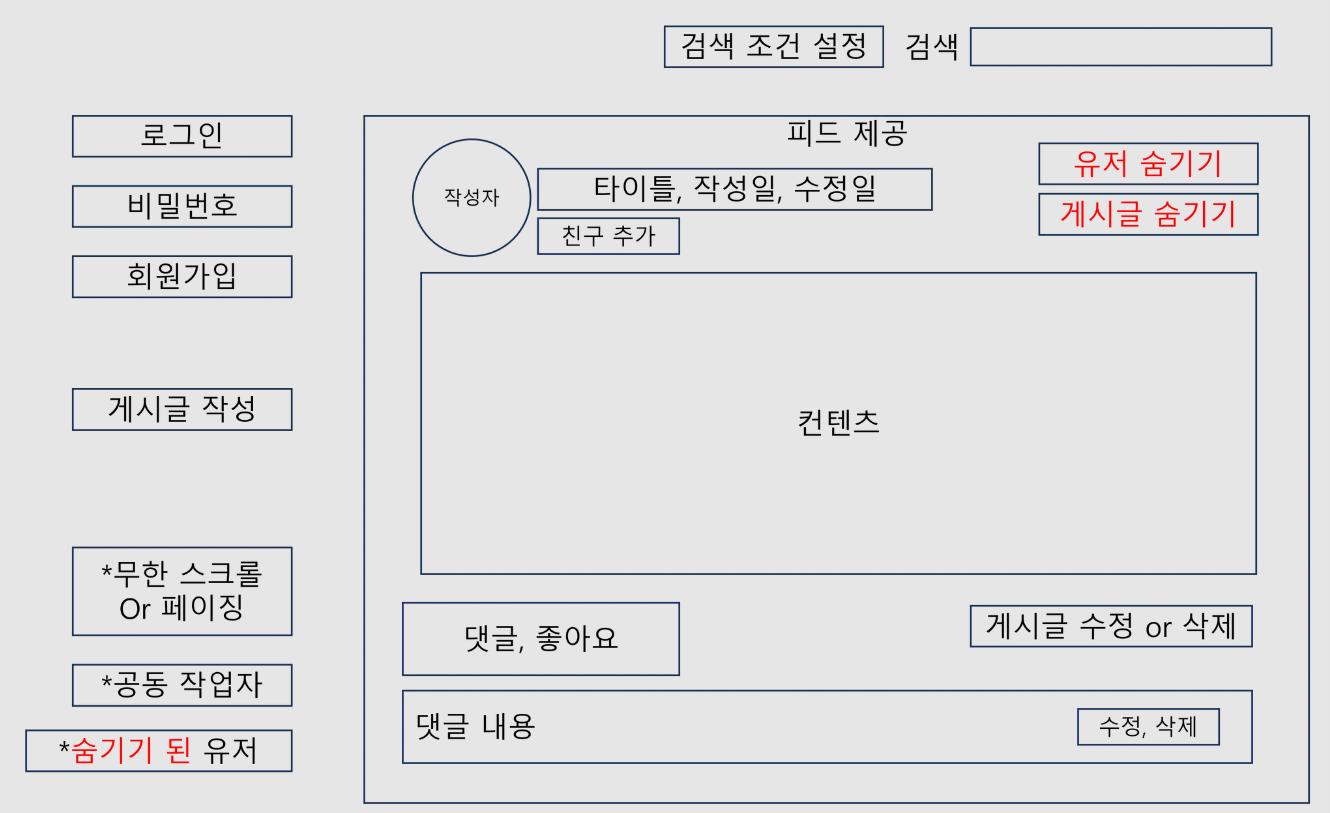 검색 조건 설정
검색
로그인
비밀번호
회원가입
게시글 작성
*무한 스크롤
Or 페이징
*공동 작업자
*숨기기 된 유저
피드 제공
작성자
타이틀, 작성일, 수정일
친구 추가
유저 숨기기
게시글 숨기기
컨텐츠
댓글, 좋아요
게시글 수정 or 삭제
댓글 내용
수정, 삭제